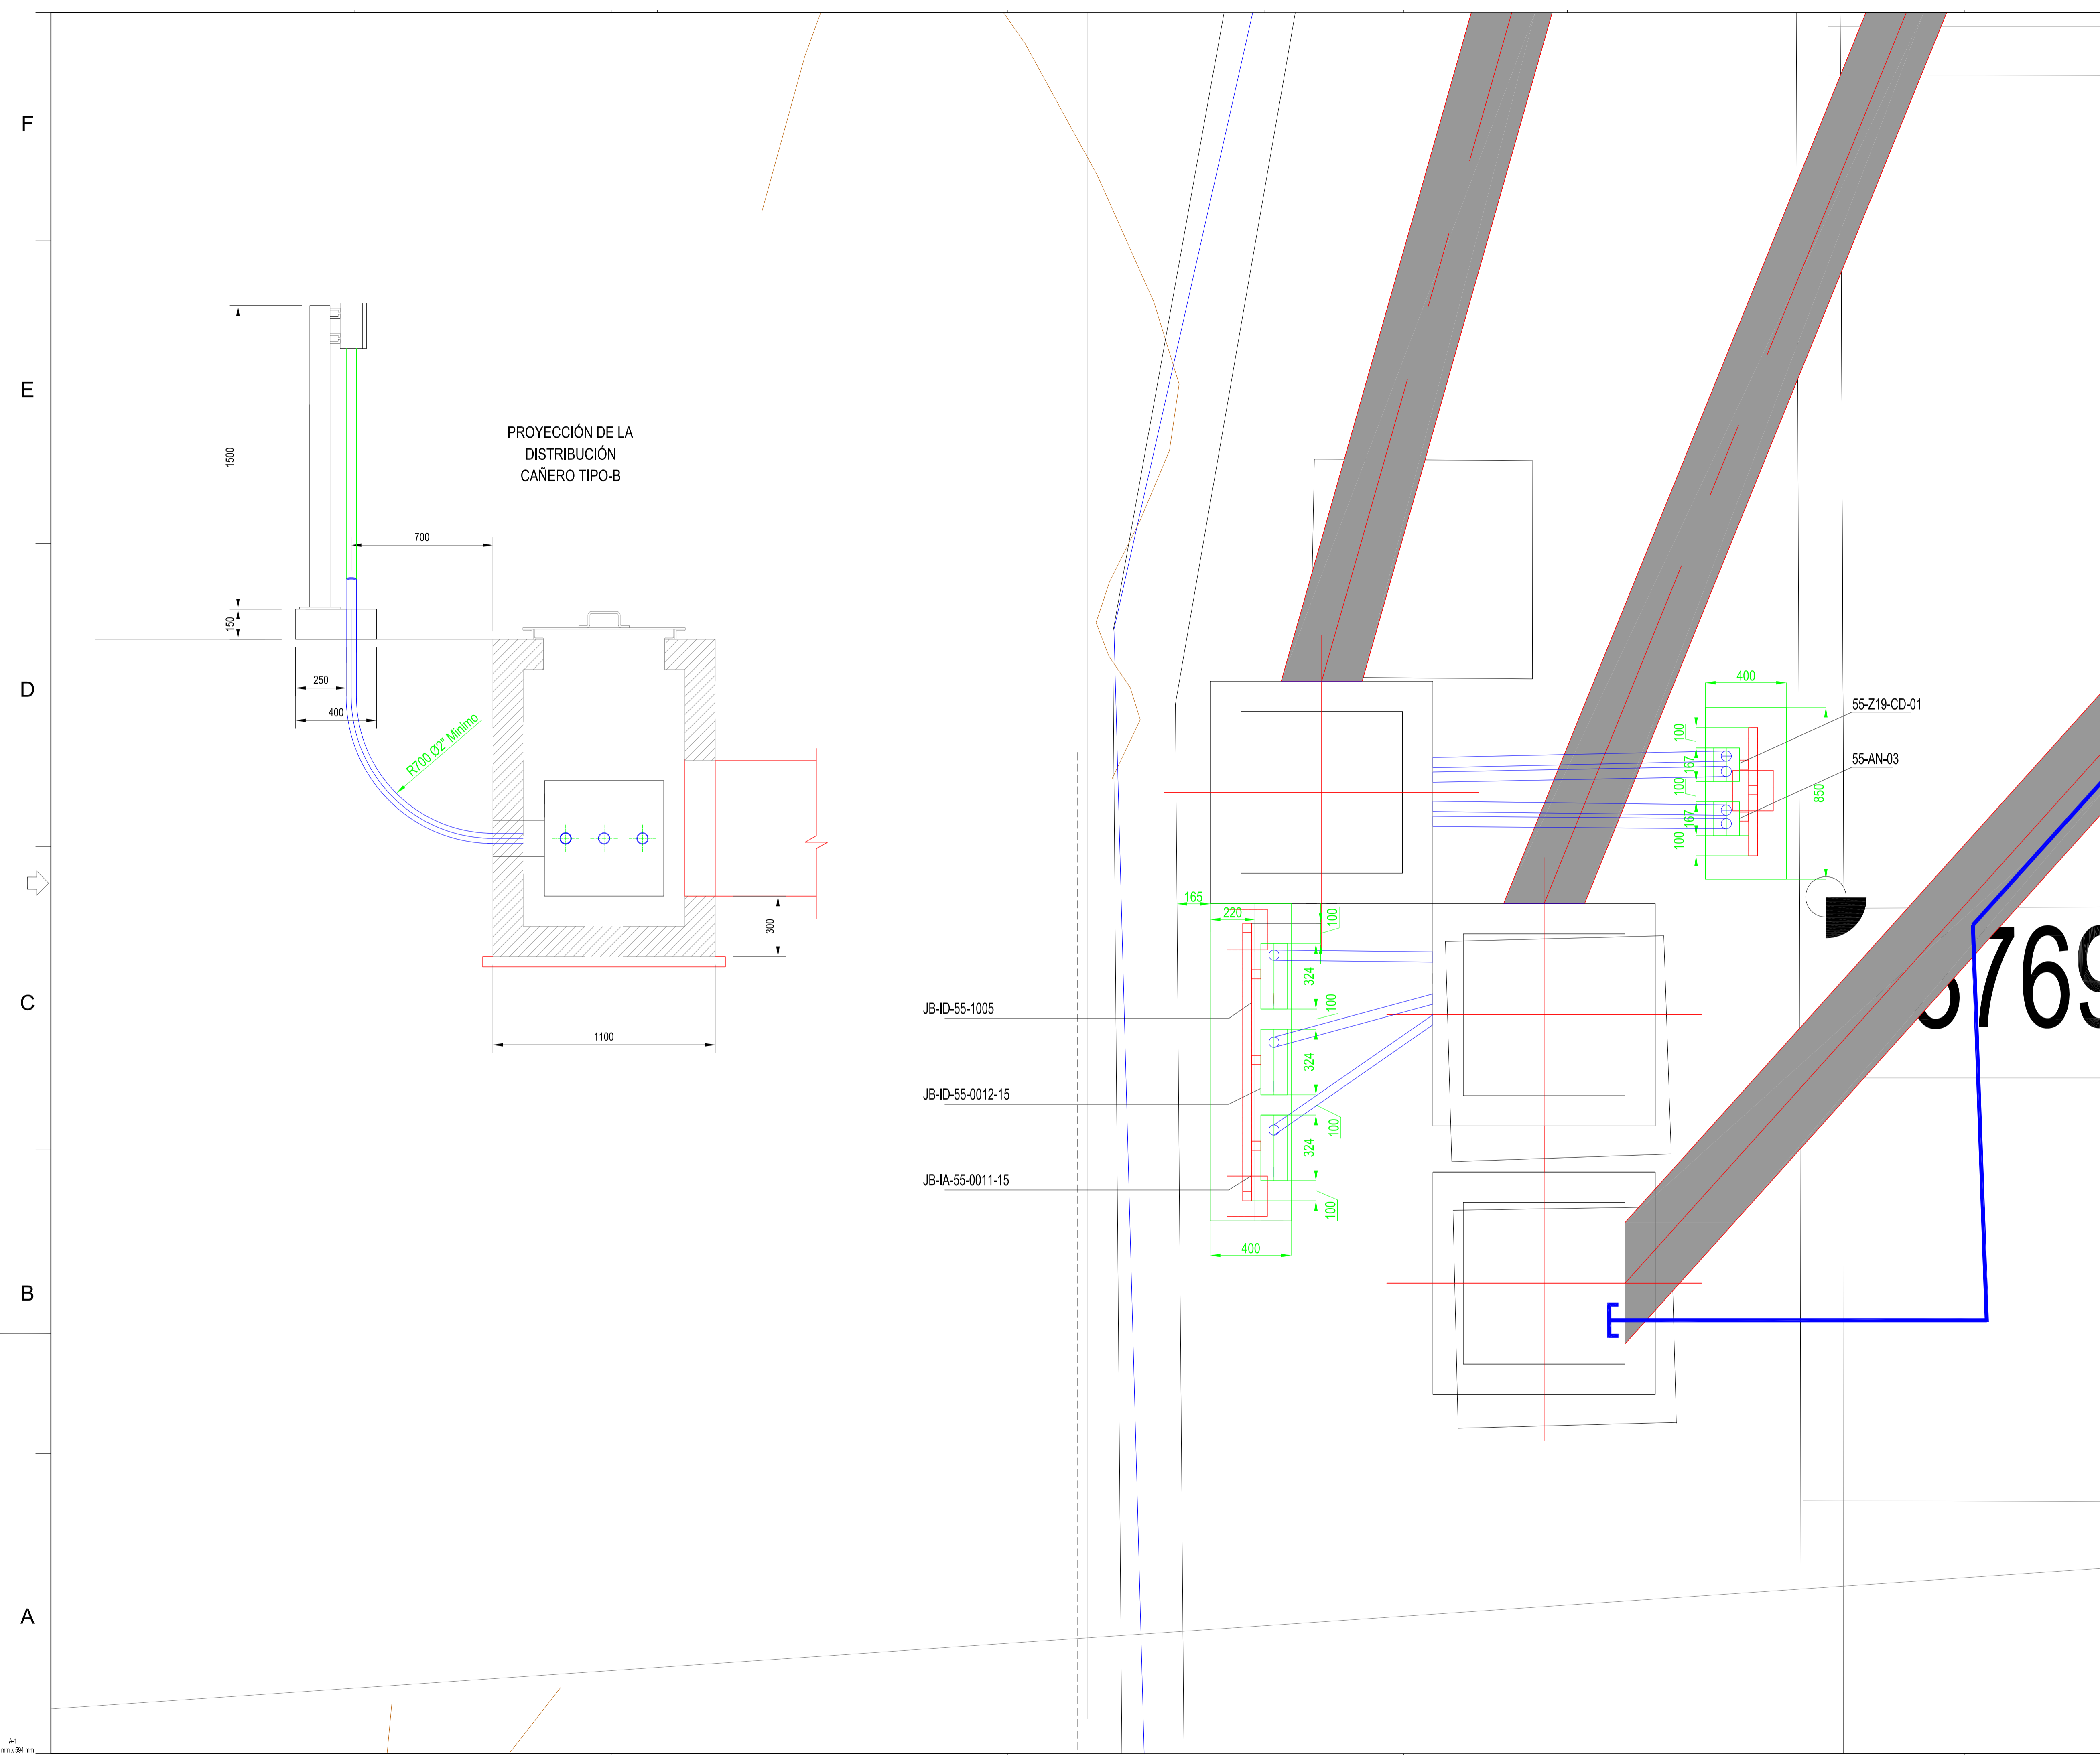 F
E
D
C
B
A
PROYECCIÓN DE LA
DISTRIBUCIÓN
CAÑERO TIPO-B
1500
150
700
250
400
R700 Ø2" Minimo
300
1100
400
55-Z19-CD-01
55-AN-03
100
167
100
167
100
850
165
220
100
324
100
324
100
324
100
400
JB-ID-55-1005
JB-ID-55-0012-15
JB-IA-55-0011-15
769
A-1
mm x 594 mm